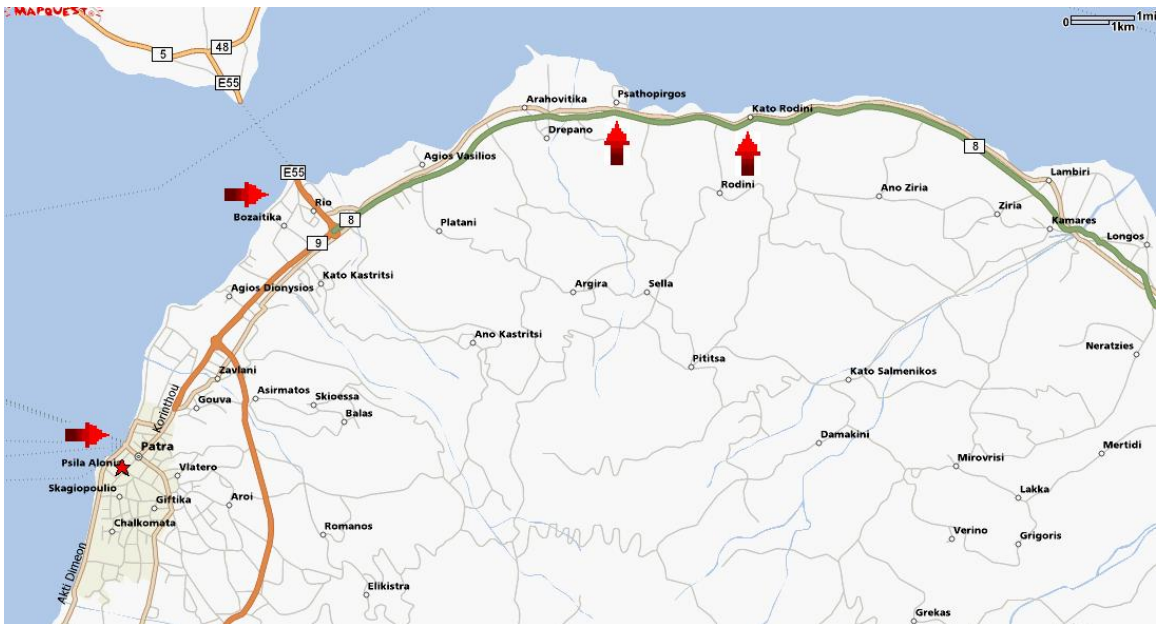 MAPQUEST
1mi
0
1km
48
5
E55
Psathopirgos
Arahovitika
Kato Rodini
Drepano
8
Agios Vasilios
E55
Lambiri
Rodini
Ano Ziria
Rio
Ziria
Bozaitika
8
Platani
Kamares
9
Longos
Kato Kastritsi
Agios Dionysios
Argira
Sella
Ano Kastritsi
Neratzies
Pititsa
Zavlani
Kato Salmenikos
Asirmatos
Skioessa
Gouva
Korinthou
Balas
Patra
Damakini
Mertidi
Psila Alonia
Vlatero
Mirovrisi
Skagiopoulio
Lakka
Giftika
Aroi
Chalkomata
Romanos
Verino
Grigoris
Akti Dimeon
Elikistra
Grekas